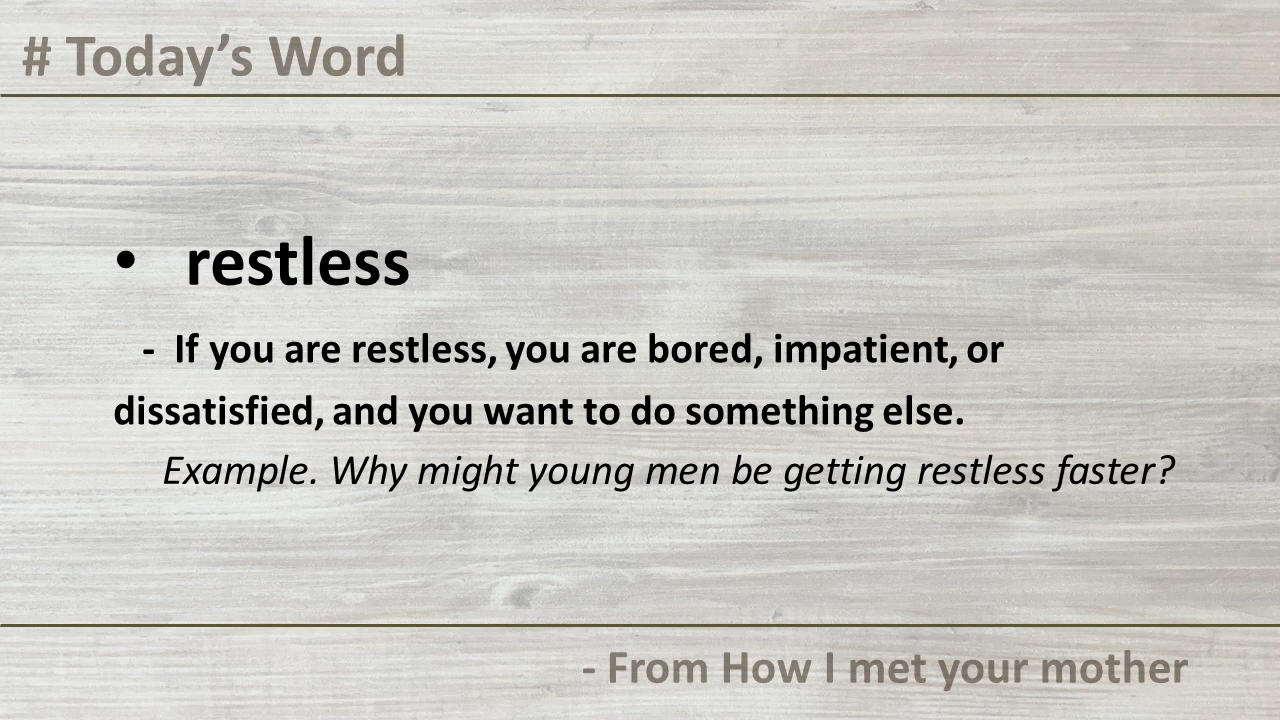 # Today’s Word
• restless
- If you are restless, you are bored, impatient, or
dissatisfied, and you want to do something else.
Example. Why might young men be getting restless faster?
- From How I met your mother